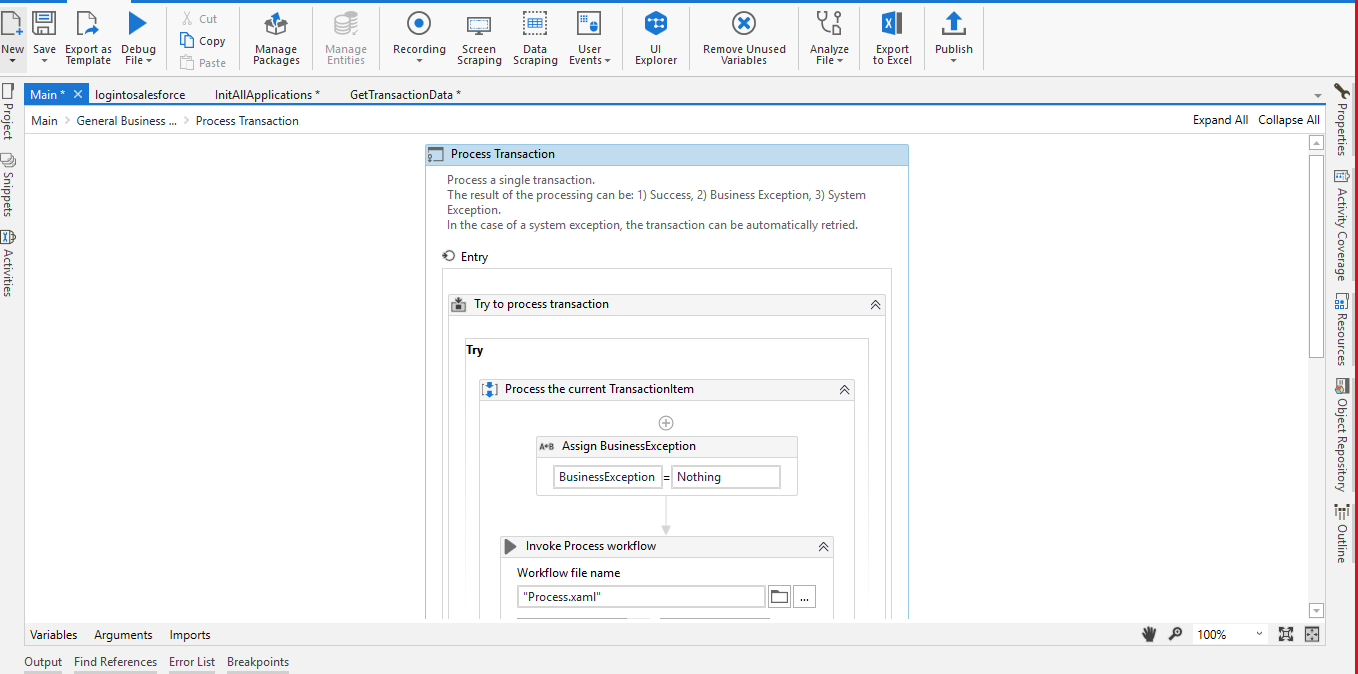 New
Save
Export as
Template
Debug
File
Cut
Copy
Paste
Manage
Packages
Manage
Entities
Recording
Screen
Scraping
Data
Scraping
User
Events
UI
Explorer
Remove Unused
Variables
Analyze
File
Export
to Excel
Publish
Main *
logintosalesforce
InitAllApplications *
GetTransactionData *
Main > General Business ... > Process Transaction
Expand All Collapse All
Project
Snippets
Activities
Process Transaction
Process a single transaction.
The result of the processing can be: 1) Success, 2) Business Exception, 3) System
Exception.
In the case of a system exception, the transaction can be automatically retried.
Entry
Try to process transaction
Try
Process the current TransactionItem
A*B Assign BusinessException
BusinessException = Nothing
Invoke Process workflow
Workflow file name
"Process.xaml"
...
Properties
Activity Coverage
Resources
Object Repository
Outline
Variables Arguments Imports
100%
Output Find References Error List Breakpoints